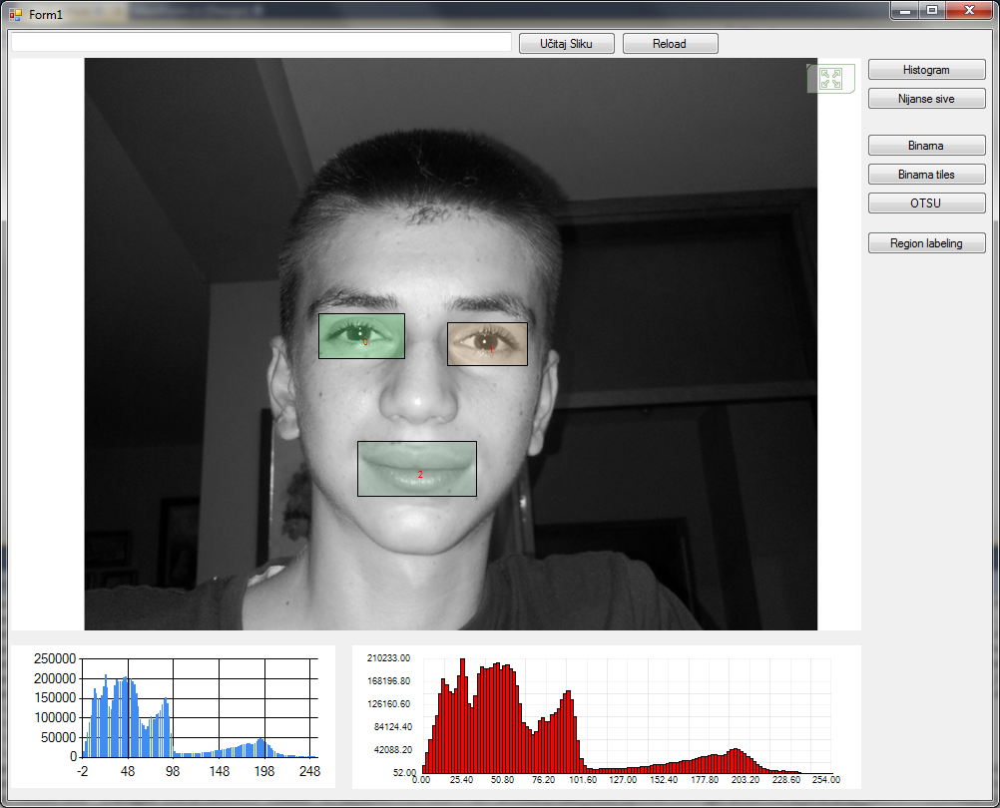 Form1
Učitaj Sliku Reload
Histogram
Nijanse sive
Binarna
Binarna tiles
OTSU
Region labeling
0
1
2
250000
200000
150000
100000
50000
0
-2 48 98 148 198 248
210233.00
168196.80
126160.60
84124.40
42088.20
52.00
0.00 25.40 50.80 76.20 101.60 127.00 152.40 177.80 203.20 228.60 254.00